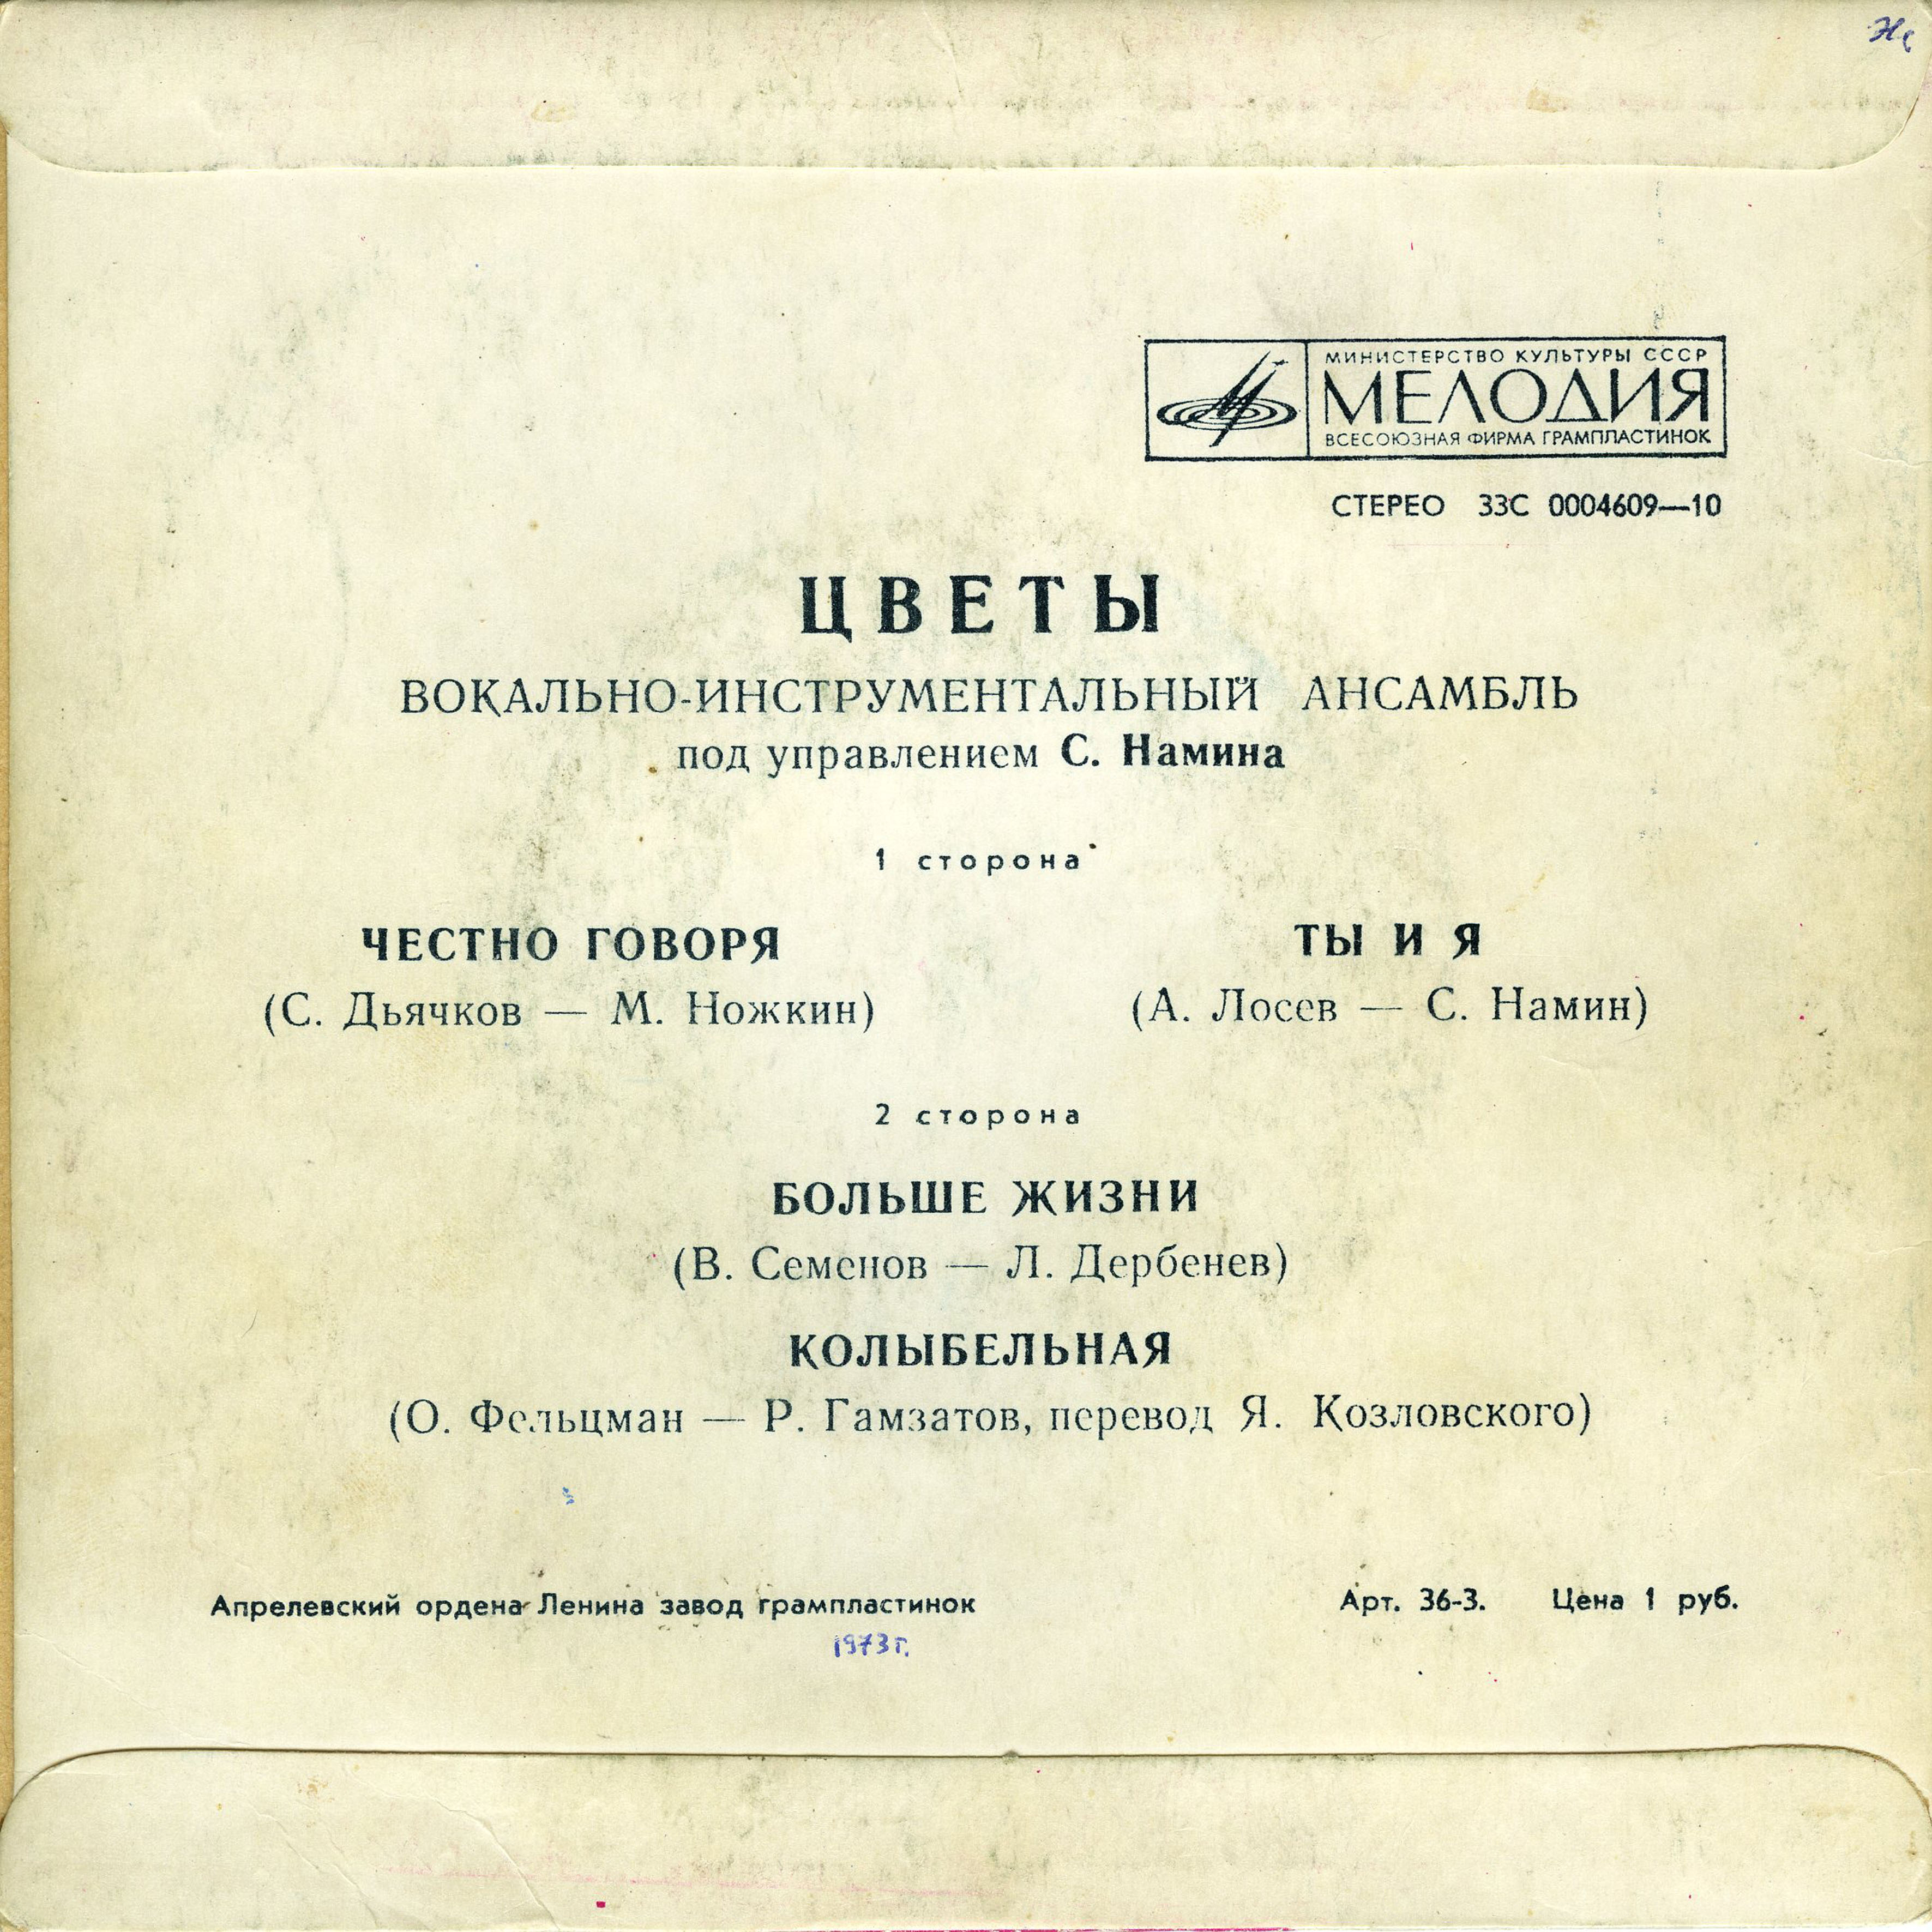 МИНИСТЕРСТВО КУЛЬТУРЫ СССР
МЕЛОДИЯ
ВСЕСОЮЗНАЯ ФИРМА ГРАМПЛАСТИНОК
СТЕРЕО 33С 0004609—10
ЦВЕТЫ
ВОКАЛЬНО-ИНСТРУМЕНТАЛЬНЫЙ АНСАМБЛЬ
под управлением С. Намина
1 сторона
ЧЕСТНО ГОВОРЯ
(С. Дьячков — М. Ножкин)
ТЫ И Я
(А. Лосев — С. Намин)
2 сторона
БОЛЬШЕ ЖИЗНИ
(В. Семенов — Л. Дербенев)
КОЛЫБЕЛЬНАЯ
(О. Фельцман — Р. Гамзатов, перевод Я. Козловского)
Апрелевский ордена Ленина завод грампластинок
Арт. 36-3. Цена 1 руб.
1973 г.